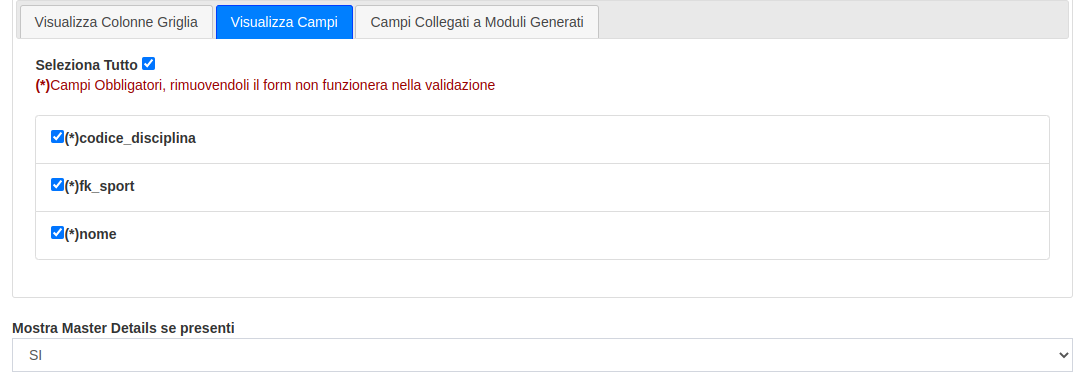 Visualizza Colonne Griglia Visualizza Campi Campi Collegati a Moduli Generati
Seleziona Tutto
(*)Campi Obbligatori, rimuovendoli il form non funzionera nella validazione
(*)codice_disciplina
(*)fk_sport
(*)nome
Mostra Master Details se presenti
SI